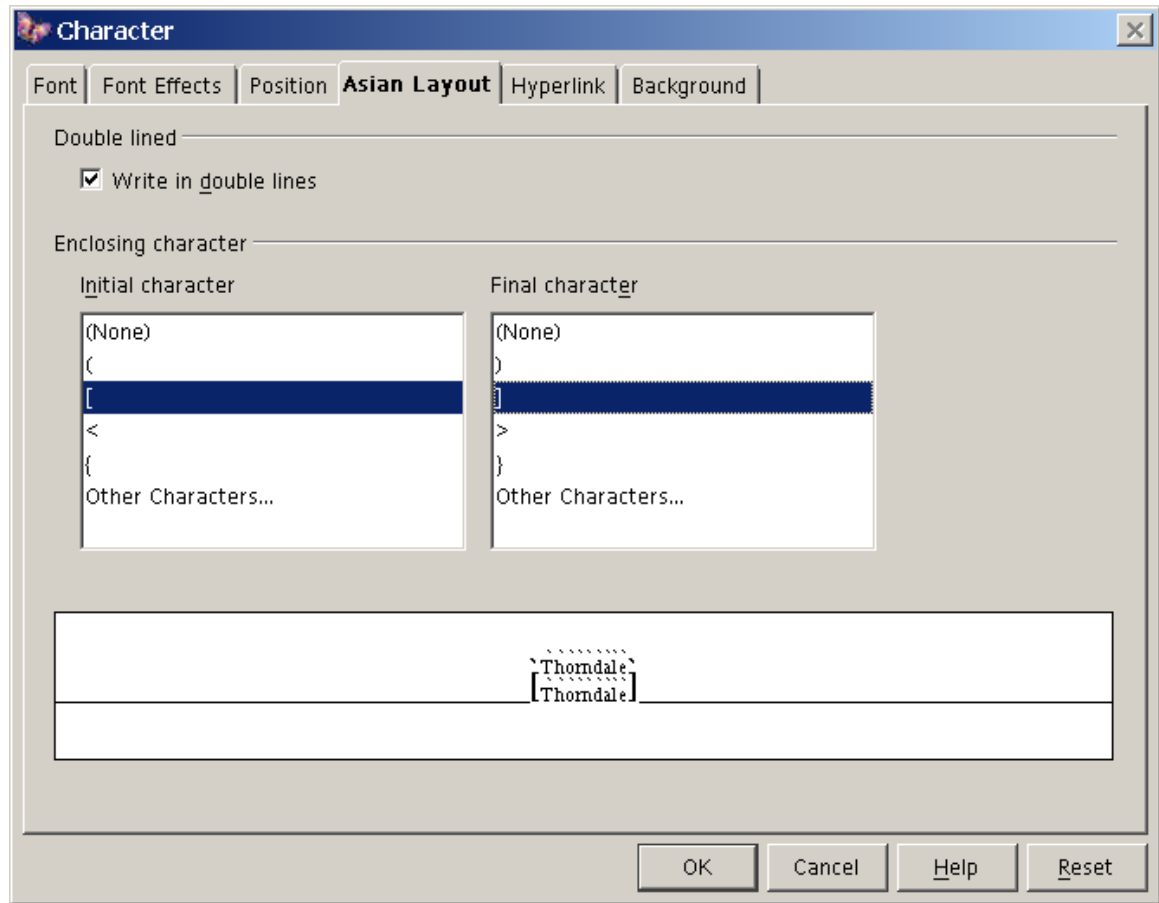 Character
Font Font Effects Position Asian Layout Hyperlink Background
Double lined
Write in double lines
Enclosing character
Initial character Final character
(None) (None)
( )
[ ]
< >
{ }
Other Characters... Other Characters...
[Thorndale]
[Thorndale]
OK Cancel Help Reset